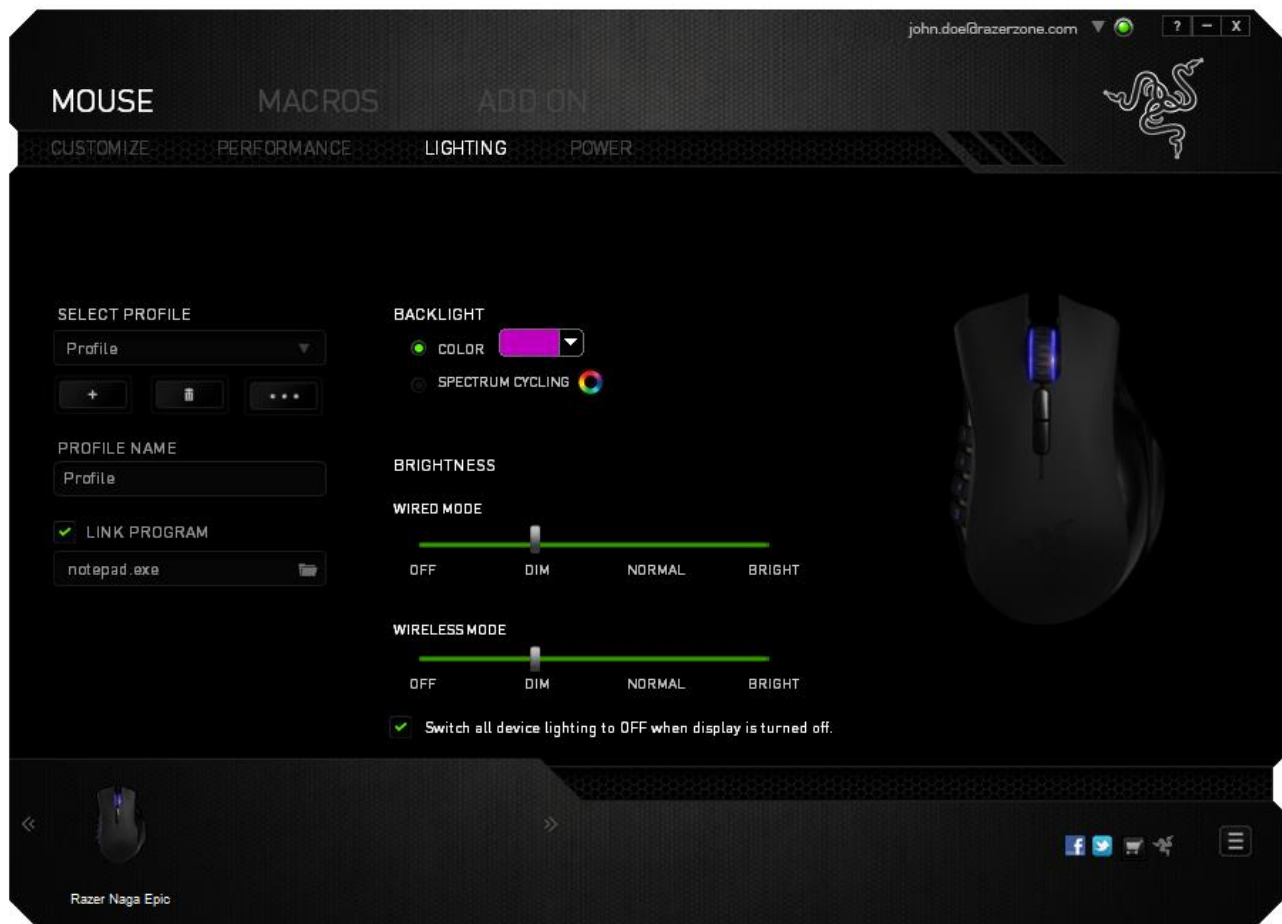 john.doe@razerzone.com
? - X
MOUSE MACROS ADD ON
CUSTOMIZE PERFORMANCE LIGHTING POWER
SELECT PROFILE
Profile
+
PROFILE NAME
Profile
LINK PROGRAM
notepad.exe
BACKLIGHT
COLOR
SPECTRUM CYCLING
BRIGHTNESS
WIRED MODE
OFF DIM NORMAL BRIGHT
WIRELESS MODE
OFF DIM NORMAL BRIGHT
Switch all device lighting to OFF when display is turned off.
Razer Naga Epic